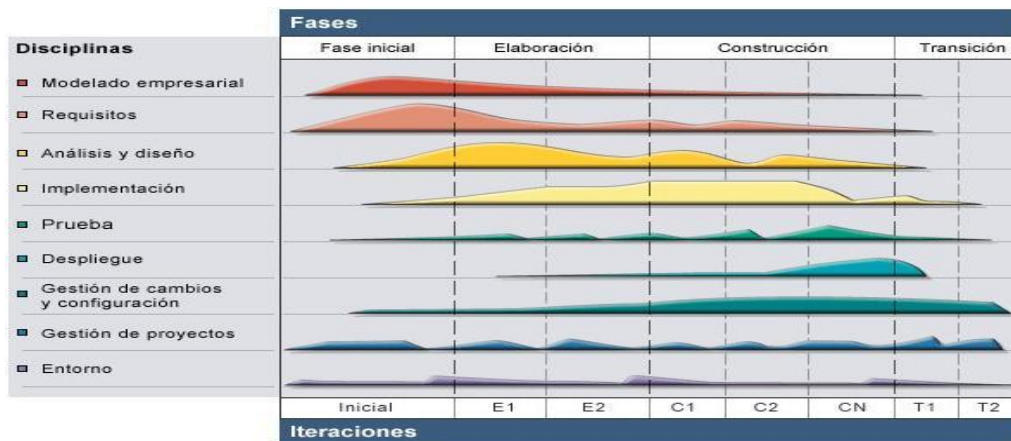 Fases
Disciplinas
Fase inicial Elaboración Construcción Transición
Modelado empresarial
Requisitos
Análisis y diseño
Implementación
Prueba
Despliegue
Gestión de cambios
y configuración
Gestión de proyectos
Entorno
Inicial E1 E2 C1 C2 CN T1 T2
Iteraciones